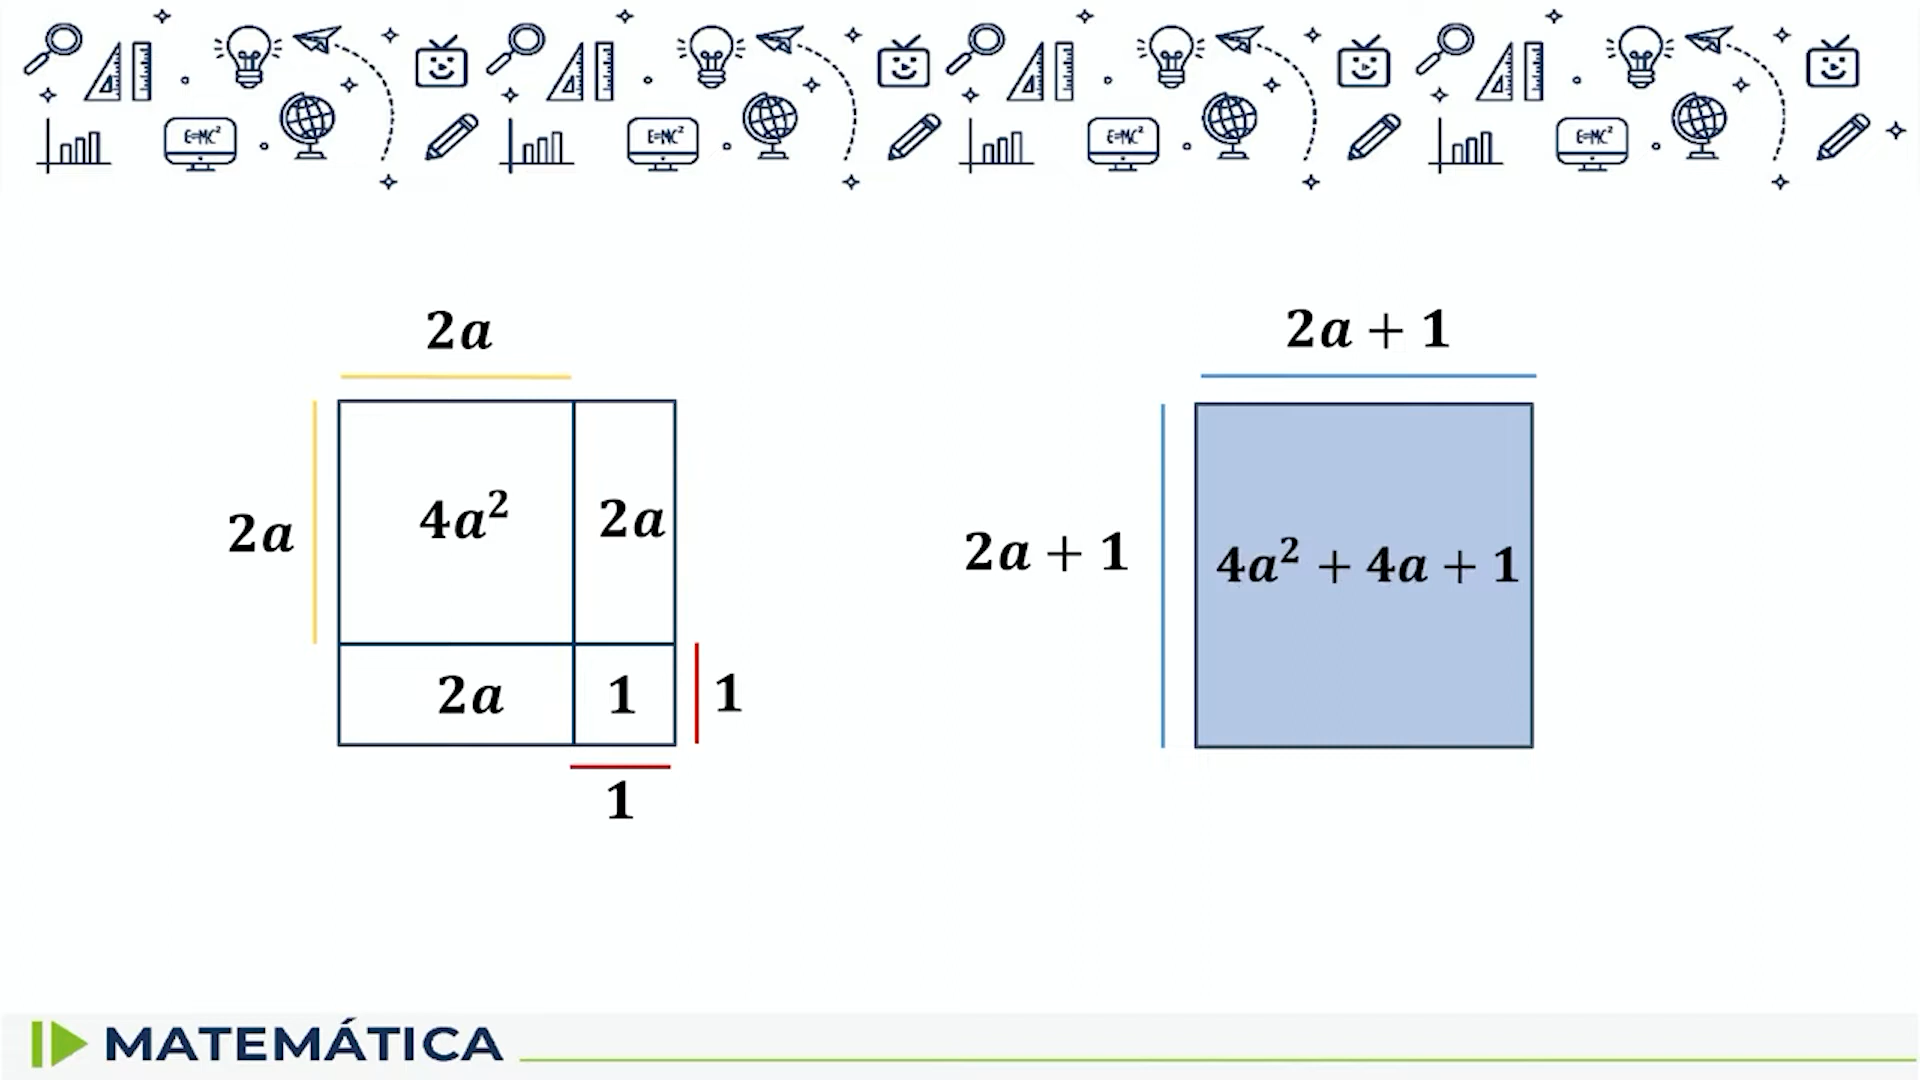 E=MC²
E=MC²
E=MC²
E=MC²
2a
2a
4a²
2a
2a
1
1
1
2a + 1
2a + 1
4a² + 4a + 1
MATEMÁTICA